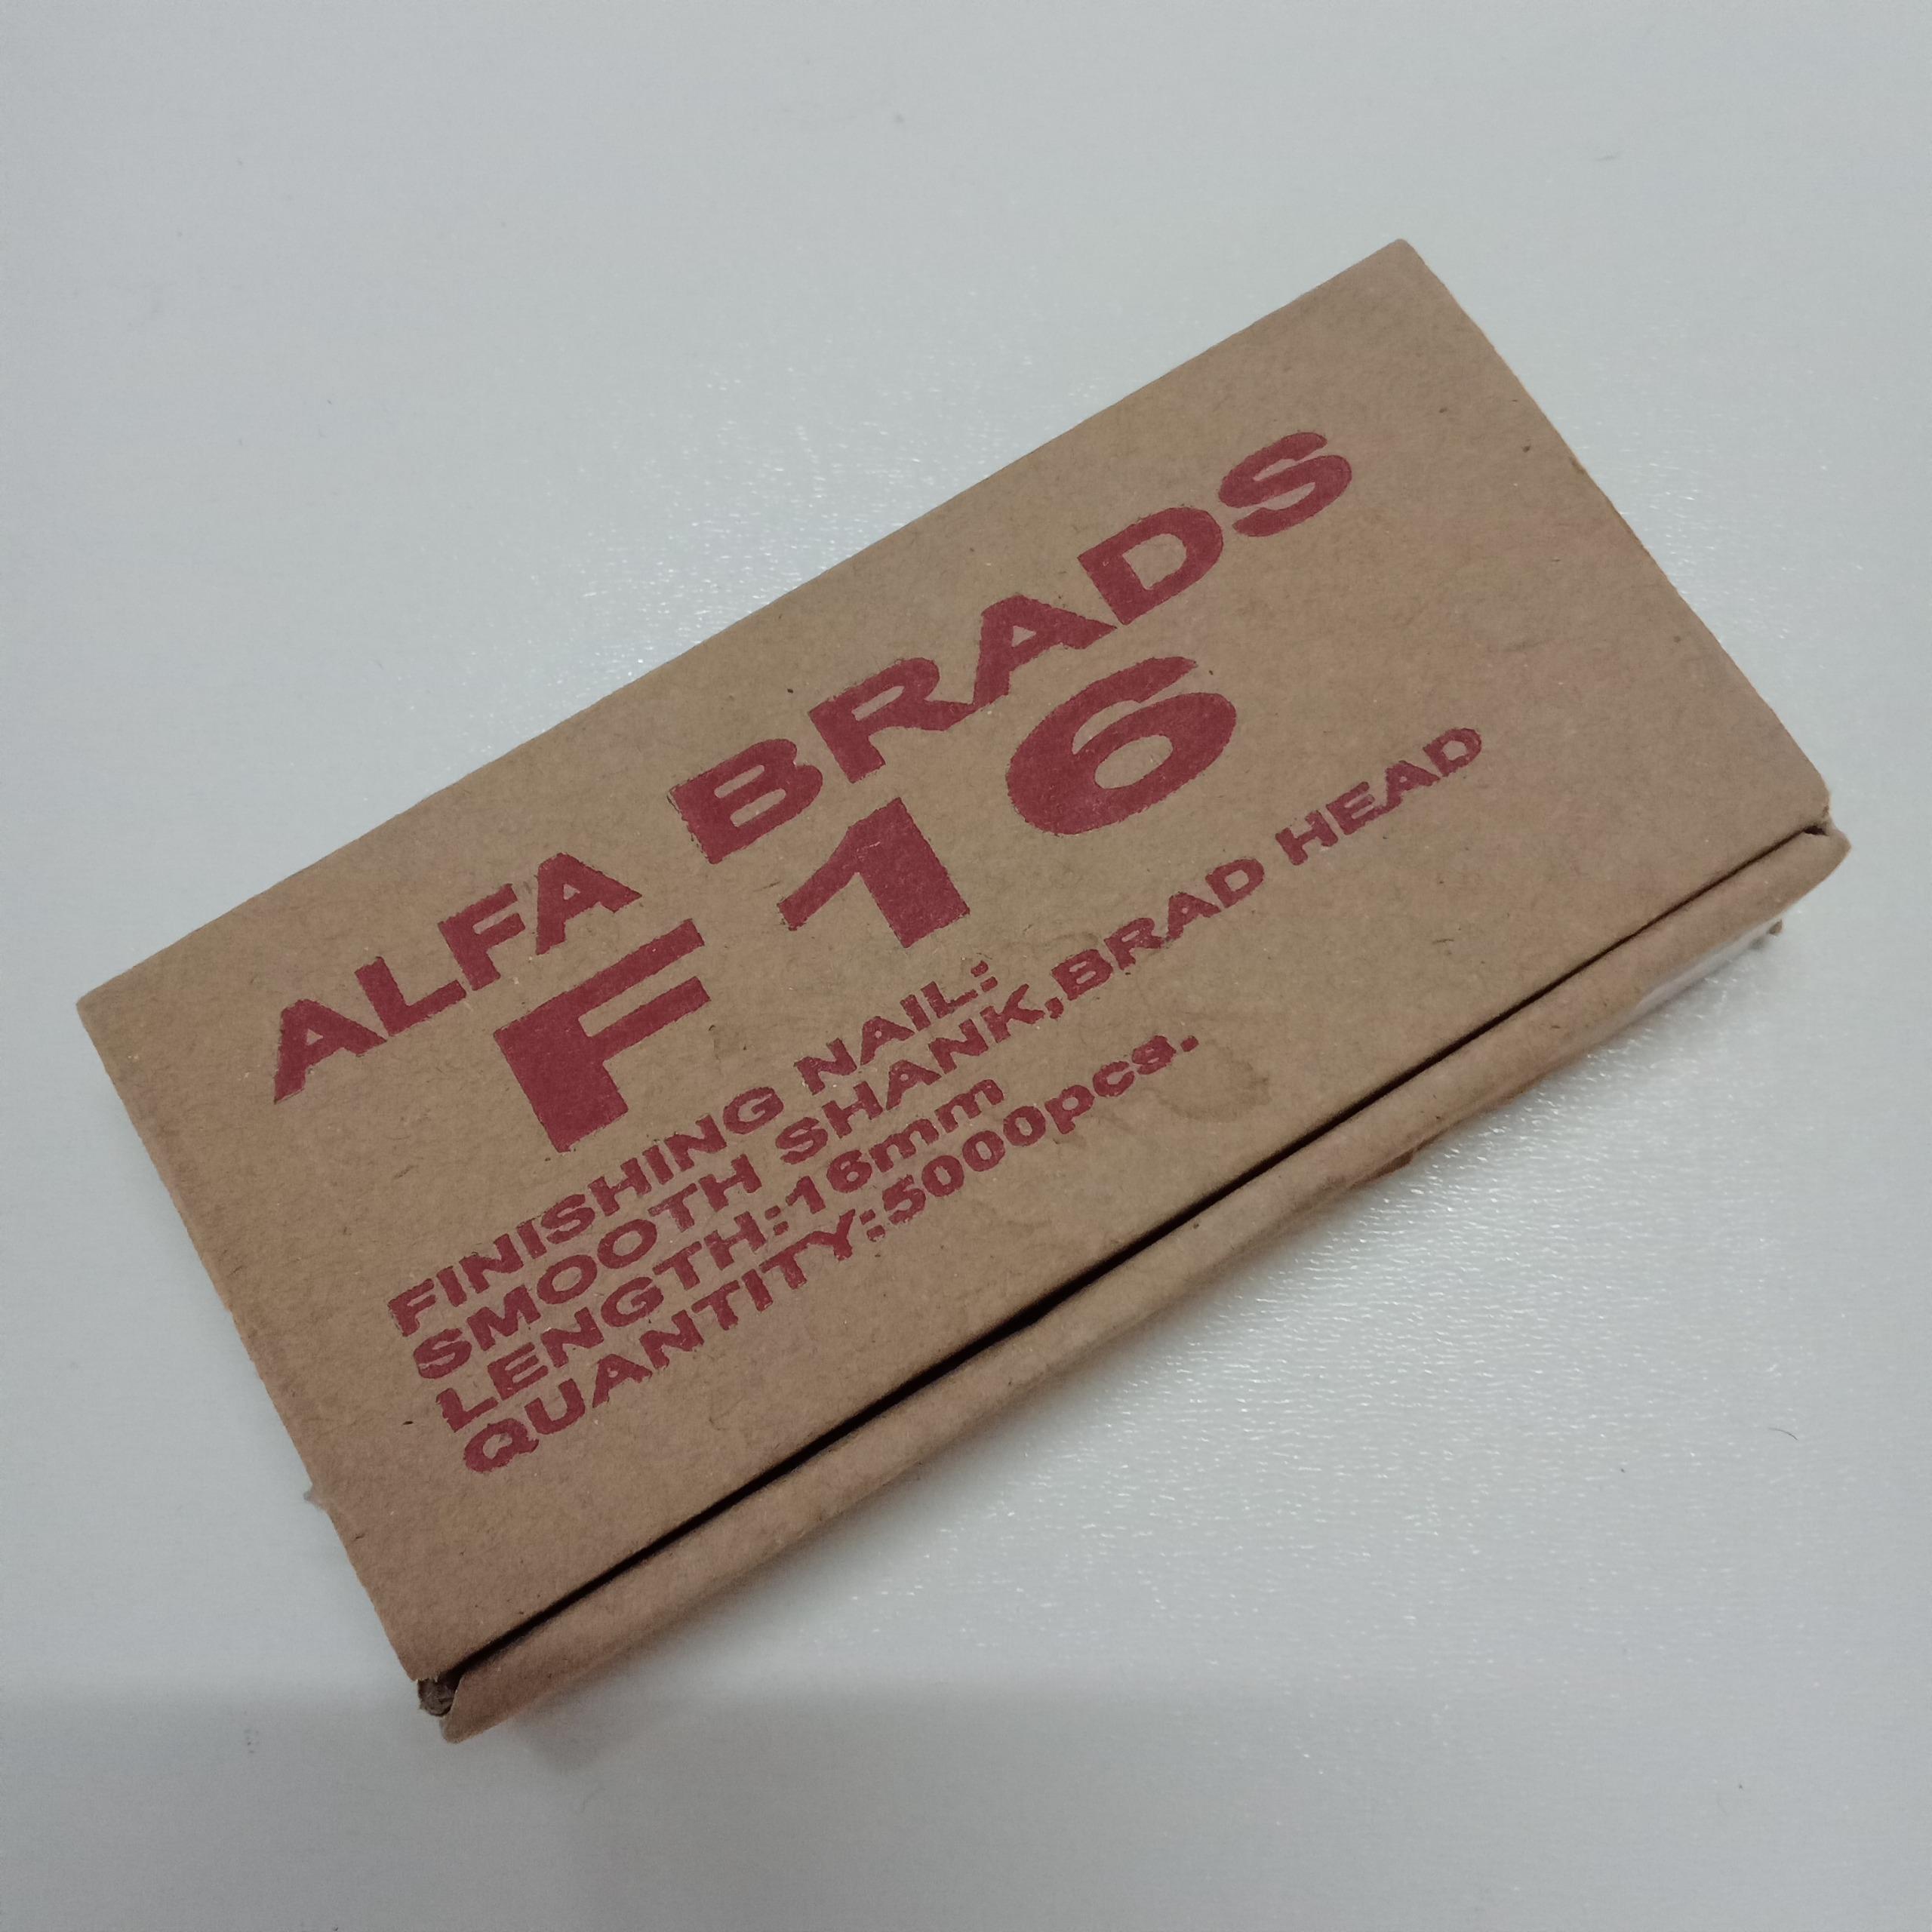 ALFA BRADS
F 16
FINISHING NAIL:
SMOOTH SHANK,BRAD HEAD
LENGTH:16mm
QUANTITY:5000pcs.